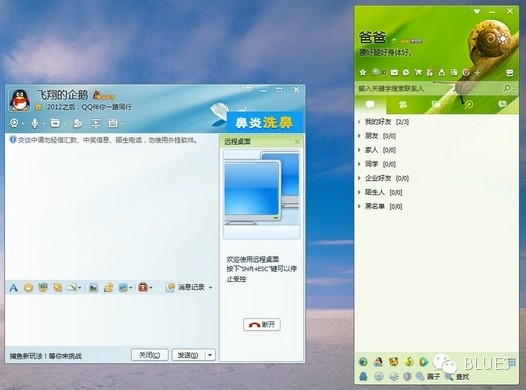 飞翔的企鹅
2012之后，QQ伴你一路同行
鼻炎洗鼻
交谈中请勿轻信汇款、中奖信息、陌生电话，勿使用外挂软件。
远程桌面
欢迎使用远程桌面
按下"Shift+ESC"键可以停
止受控
断开
消息记录
捕鱼新玩法！等你来挑战
关闭(C)
发送(S)
爸爸
腰好腿好身体好。
输入关键字搜索联系人
我的好友 [2/3]
朋友 [0/0]
家人 [0/0]
同学 [0/0]
企业好友 [0/0]
陌生人 [0/0]
黑名单 [0/0]
查找
BLUES